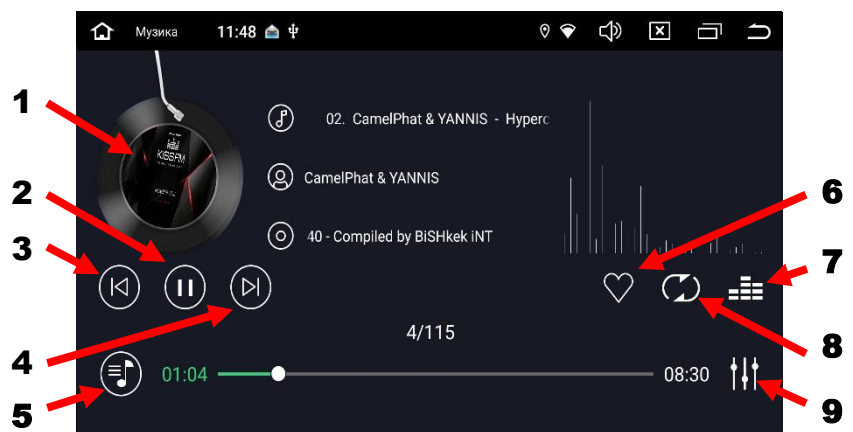 Музика 11:48
1
02. CamelPhat & YANNIS - Hyperc
KISSFM
2
CamelPhat & YANNIS
6
3
40 - Compiled by BiSHkek iNT
7
4/115
8
4
01:04 08:30
5
9